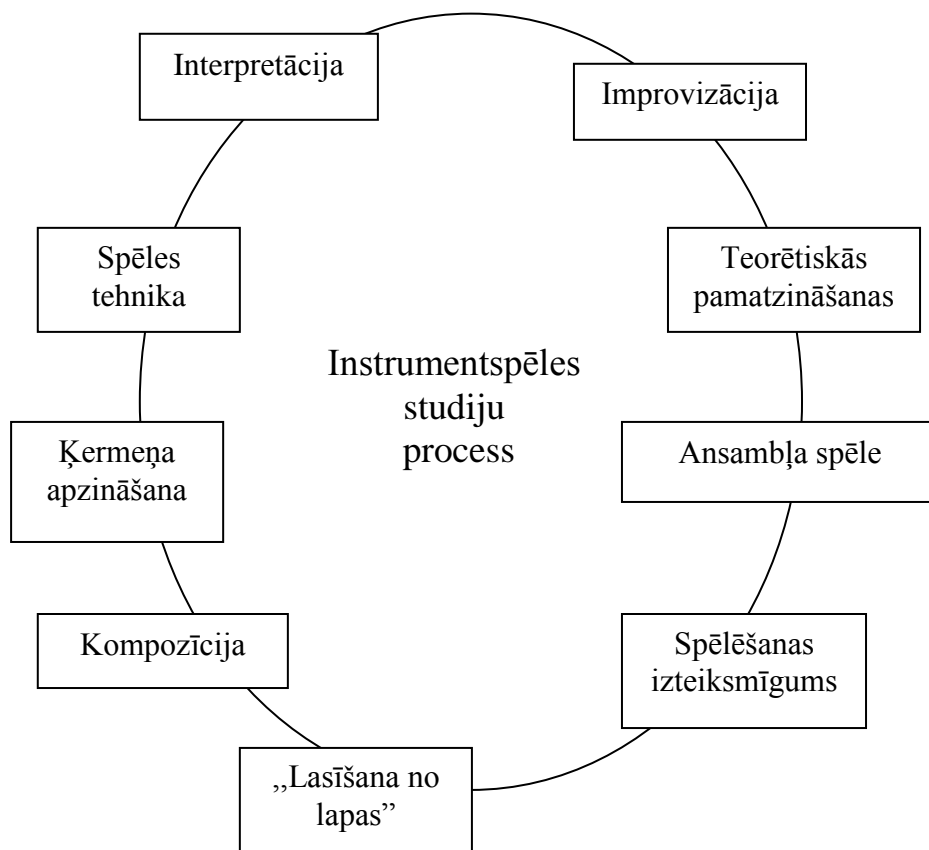 Interpretācija
Improvizācija
Spēles
tehnika
Teorētiskās
pamatzināšanas
Instrumentspēles
studiju
process
Ķermeņa
apzināšana
Ansambļa spēle
Kompozīcija
Spēlēšanas
izteiksmīgums
,,Lasīšana no
lapas”